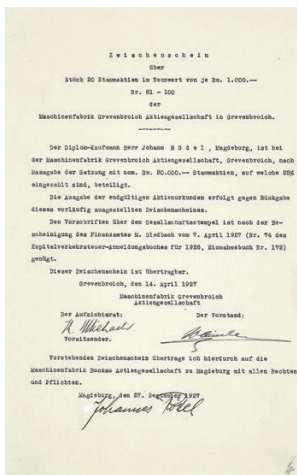 Zwischenschein
über
Stück 20 Stammaktien im Nennwert von je Rm. 1.000.--
Nr. 81 - 100
der
Maschinenfabrik Grevenbroich Aktiengesellschaft in Grevenbroich.
----------
Der Diplom-Kaufmann Herr Johann Rödel, Magdeburg, ist bei
der Maschinenfabrik Grevenbroich Aktiengesellschaft, Grevenbroich, nach
Massgabe der Satzung mit nom. Rm. 20.000.-- Stammaktien, auf welche 25%
eingezahlt sind, beteiligt.
Die Ausgabe der endgültigen Aktienurkunden erfolgt gegen Rückgabe
dieses vorläufig ausgestellten Zwischenscheines.
Den Vorschriften über den Gesellschaftsstempel ist nach der Be-
scheinigung des Finanzamtes M. Gladbach vom 7. April 1927 (Nr. 74 des
Kapitalverkehrsteuer-Anmeldungsbuches für 1926, Einnahmebuch Nr. 172)
genügt.
Dieser Zwischenschein ist übertragbar.
Grevenbroich, den 14. April 1927
Maschinenfabrik Grevenbroich
Aktiengesellschaft
Der Aufsichtsrat: Der Vorstand:
Vorsitzender.
Vorstehenden Zwischenschein übertrage ich hierdurch auf die
Maschinenfabrik Buckau Actiengesellschaft zu Magdeburg mit allen Rechten
und Pflichten.
Magdeburg, den 27. September 1927
Johannes Rödel